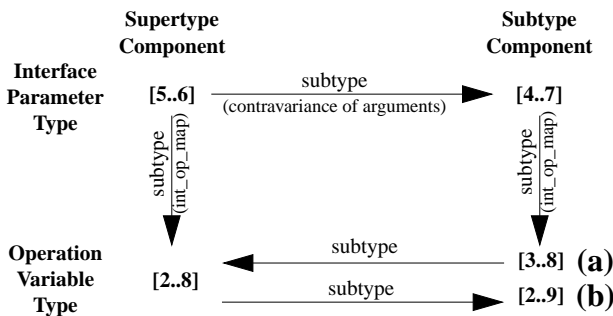 Supertype
Component
Subtype
Component
Interface
Parameter
Type
[5..6]
subtype
(contravariance of arguments)
[4..7]
subtype
(int_op_map)
subtype
(int_op_map)
Operation
Variable
Type
[2..8]
subtype
[3..8] (a)
subtype
[2..9] (b)